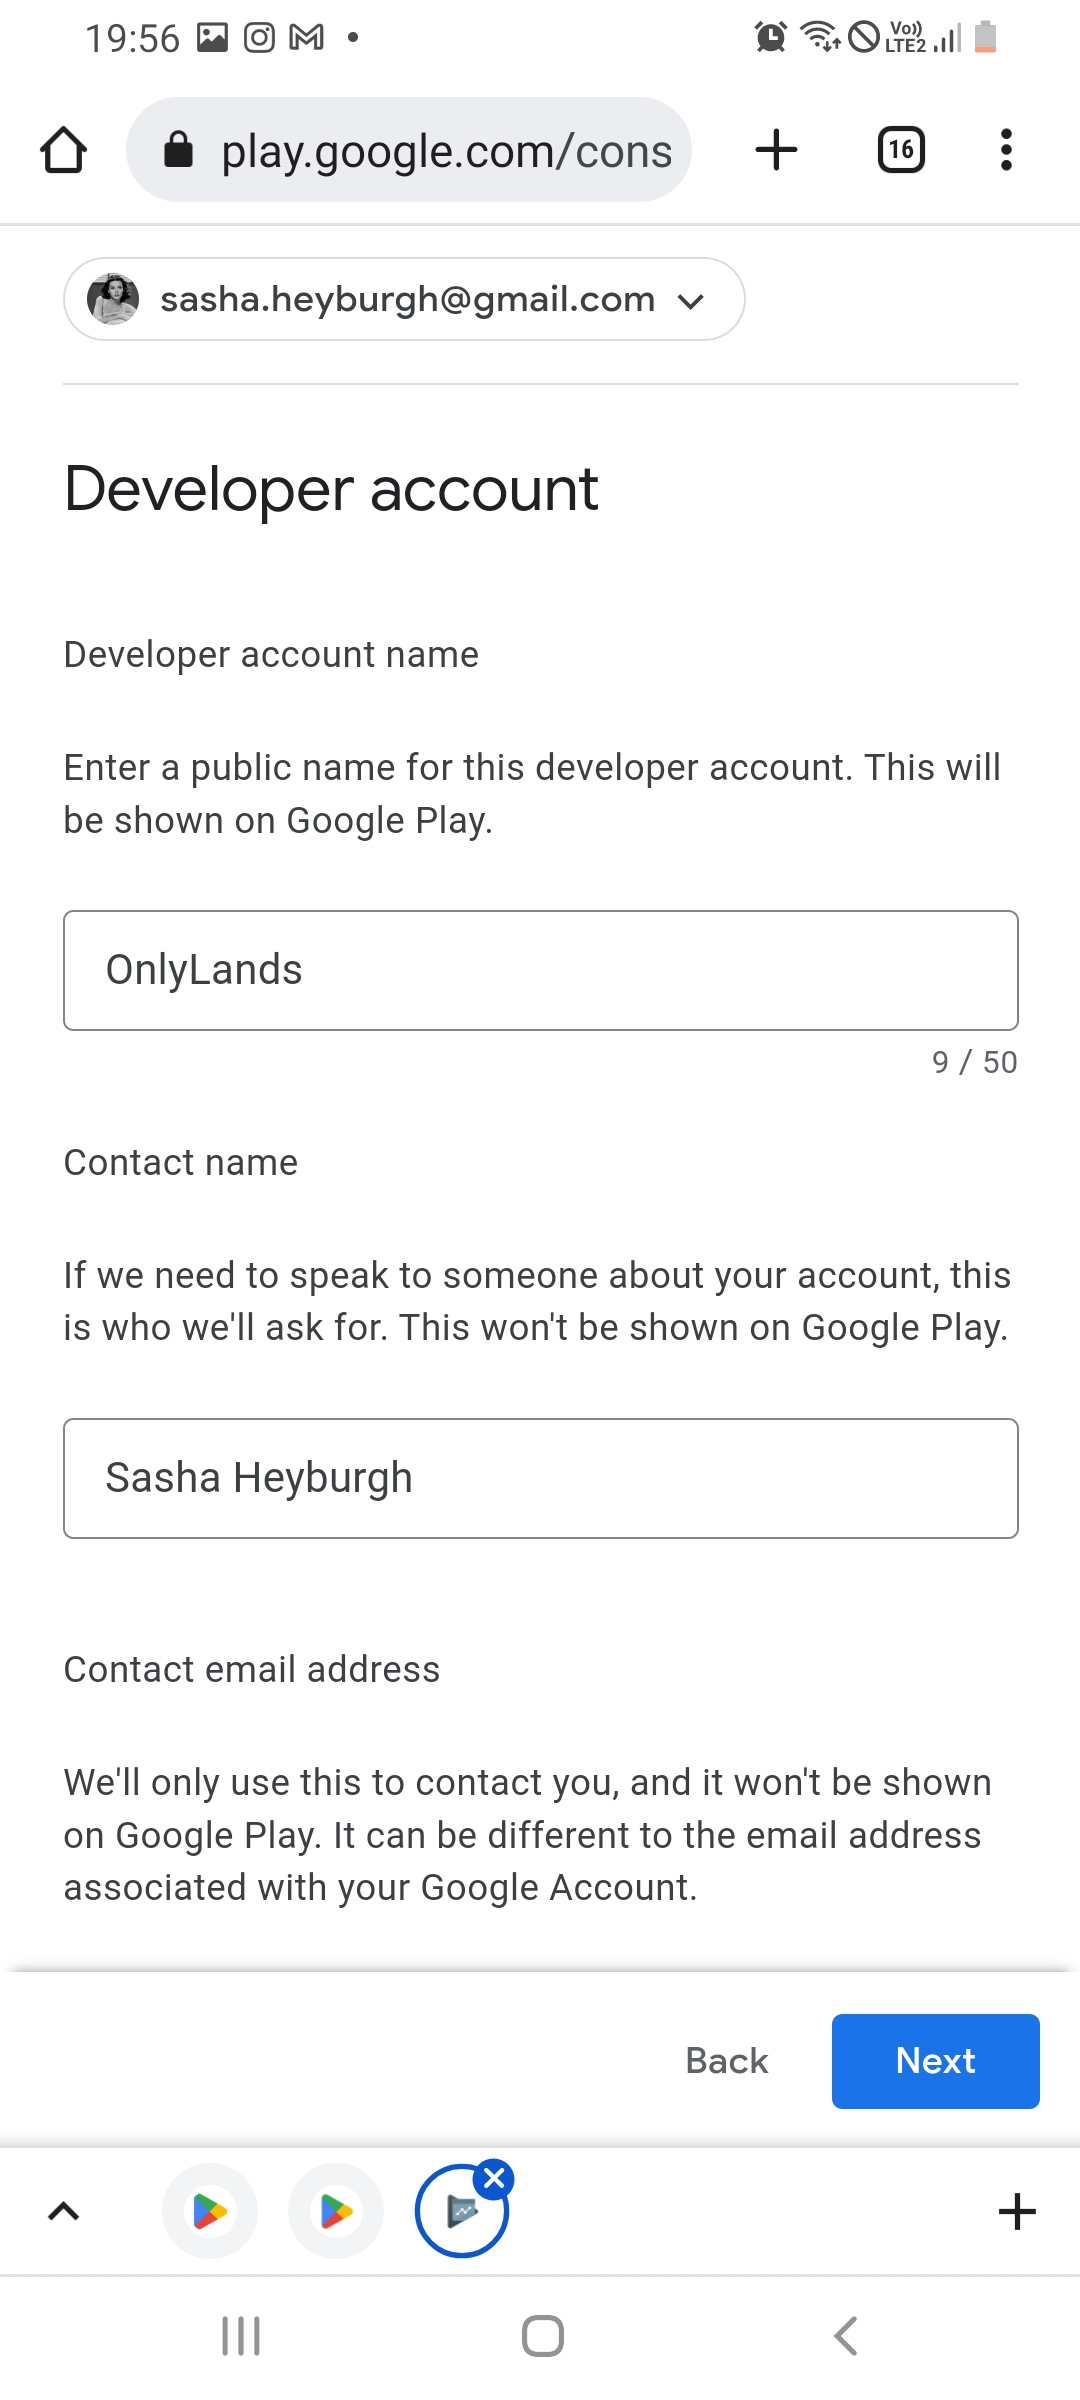 19:56
Vo))
LTE2
play.google.com/cons
16
sasha.heyburgh@gmail.com
Developer account
Developer account name
Enter a public name for this developer account. This will
be shown on Google Play.
OnlyLands
9 / 50
Contact name
If we need to speak to someone about your account, this
is who we'll ask for. This won't be shown on Google Play.
Sasha Heyburgh
Contact email address
We'll only use this to contact you, and it won't be shown
on Google Play. It can be different to the email address
associated with your Google Account.
Back
Next